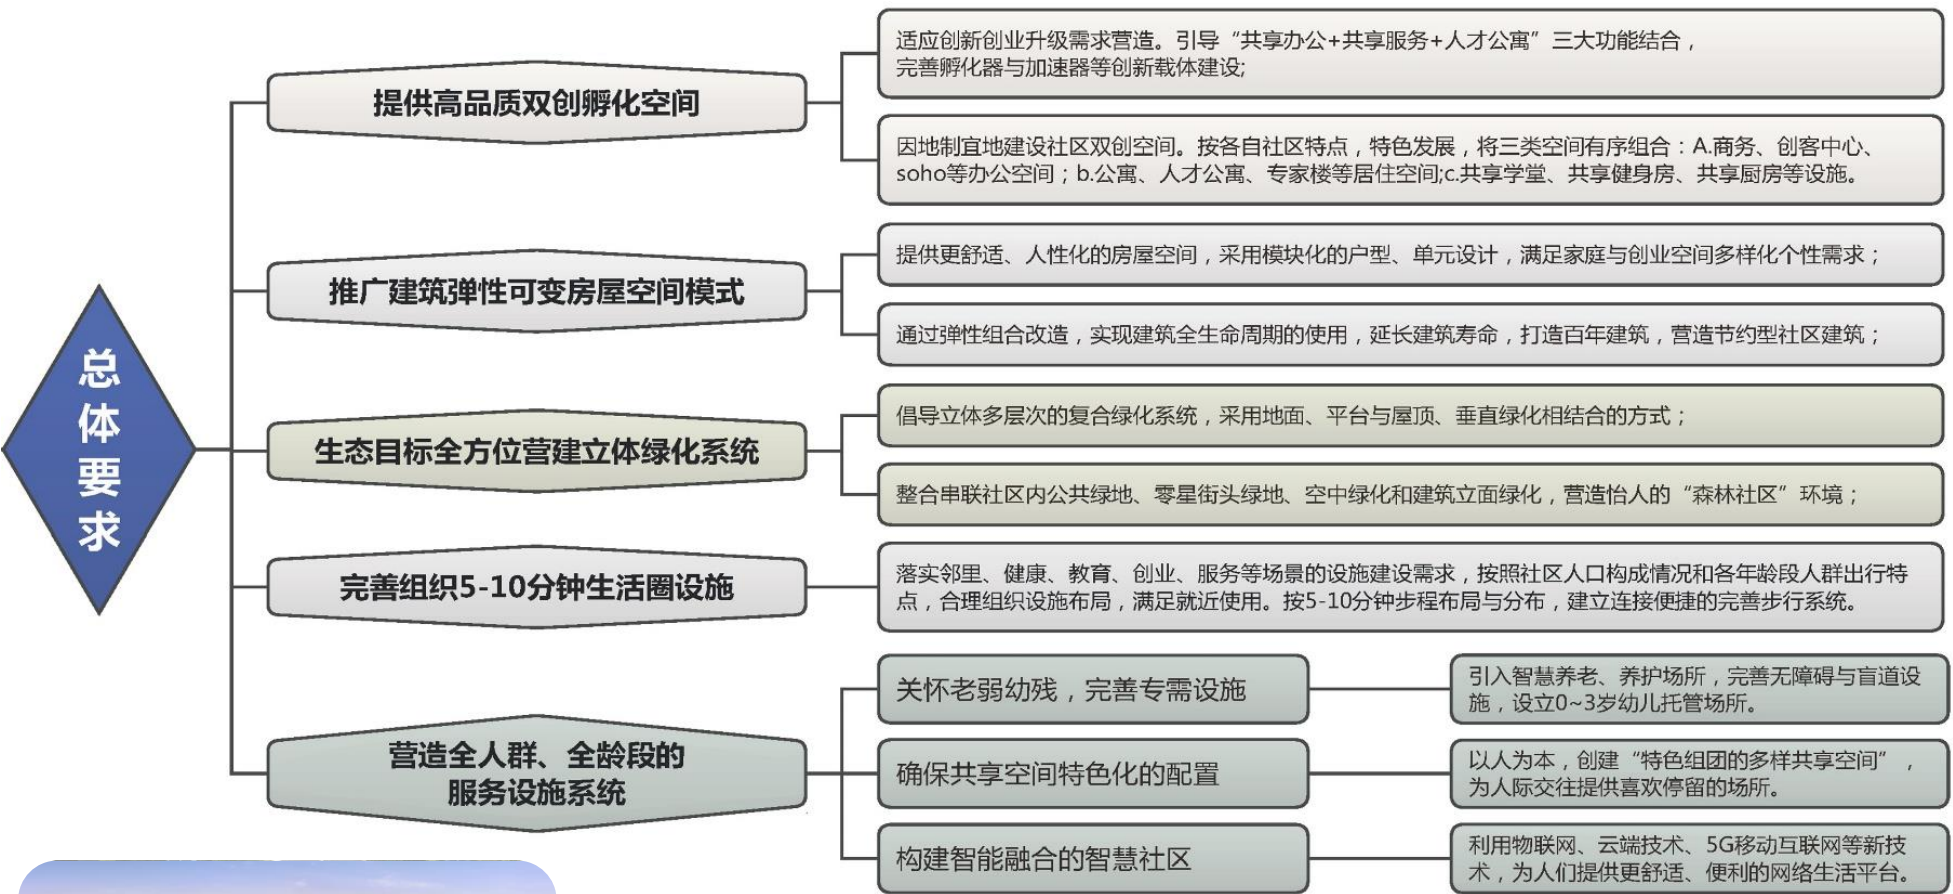 总
体
要
求
提供高品质双创孵化空间
适应创新创业升级需求营造。引导“共享办公+共享服务+人才公寓”三大功能结合，
完善孵化器与加速器等创新载体建设;
因地制宜地建设社区双创空间。按各自社区特点，特色发展，将三类空间有序组合：A.商务、创客中心、
soho等办公空间；b.公寓、人才公寓、专家楼等居住空间;c.共享学堂、共享健身房、共享厨房等设施。
推广建筑弹性可变房屋空间模式
提供更舒适、人性化的房屋空间，采用模块化的户型、单元设计，满足家庭与创业空间多样化个性需求；
通过弹性组合改造，实现建筑全生命周期的使用，延长建筑寿命，打造百年建筑，营造节约型社区建筑；
生态目标全方位营建立体绿化系统
倡导立体多层次的复合绿化系统，采用地面、平台与屋顶、垂直绿化相结合的方式；
整合串联社区内公共绿地、零星街头绿地、空中绿化和建筑立面绿化，营造怡人的“森林社区”环境；
完善组织5-10分钟生活圈设施
落实邻里、健康、教育、创业、服务等场景的设施建设需求，按照社区人口构成情况和各年龄段人群出行特
点，合理组织设施布局，满足就近使用。按5-10分钟步程布局与分布，建立连接便捷的完善步行系统。
营造全人群、全龄段的
服务设施系统
关怀老弱幼残，完善专需设施
引入智慧养老、养护场所，完善无障碍与盲道设
施，设立0~3岁幼儿托管场所。
确保共享空间特色化的配置
以人为本，创建“特色组团的多样共享空间”，
为人际交往提供喜欢停留的场所。
构建智能融合的智慧社区
利用物联网、云端技术、5G移动互联网等新技
术，为人们提供更舒适、便利的网络生活平台。